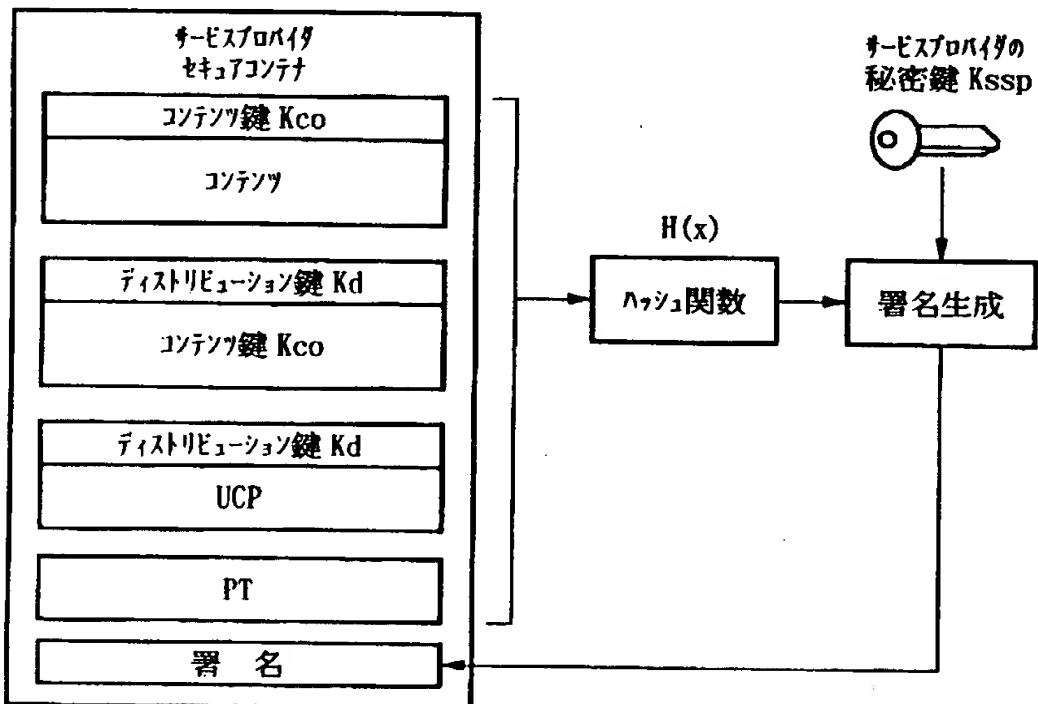 サービスプロバイダ
セキュアコンテナ
コンテンツ鍵 Kco
コンテンツ
ディストリビューション鍵 Kd
コンテンツ鍵 Kco
ディストリビューション鍵 Kd
UCP
PT
署 名
H(x)
ハッシュ関数
サービスプロバイダの
秘密鍵 Kssp
署名生成